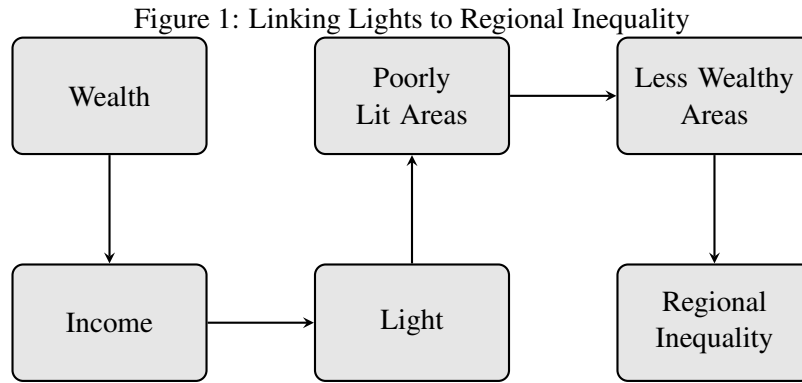 Figure 1: Linking Lights to Regional Inequality
Wealth
Poorly
Lit Areas
Less Wealthy
Areas
Income
Light
Regional
Inequality